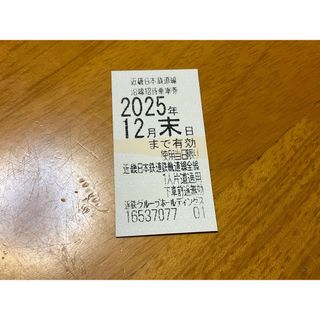 近畿日本鉄道線
沿線招待乗車券
2025年
12月末日
まで有効
使用当日限り
近畿日本鉄道鉄軌道線全線
1人片道通用
下車前途無効
近鉄グループホールディングス
16537077 01